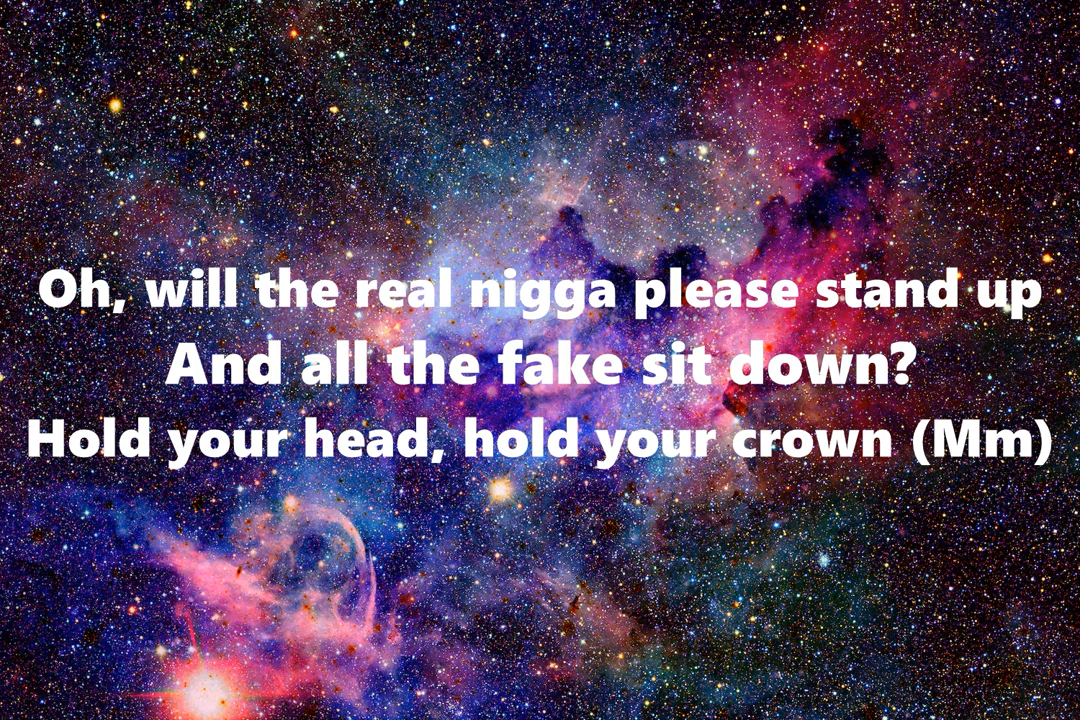 Oh, will the real nigga please stand up
And all the fake sit down?
Hold your head, hold your crown (Mm)